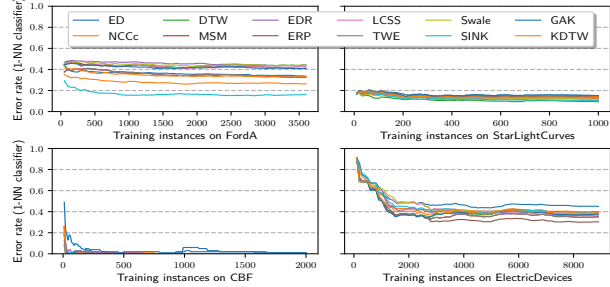 1.0
0.8
0.6
0.4
0.2
0.0
Error rate (1-NN classifier)
ED DTW EDR LCSS Swale GAK
NCCc MSM ERP TWE SINK KDTW
0 500 1000 1500 2000 2500 3000 3500
Training instances on FordA
0 200 400 600 800 1000
Training instances on StarLightCurves
1.0
0.8
0.6
0.4
0.2
0.0
Error rate (1-NN classifier)
0 500 1000 1500 2000
Training instances on CBF
0 2000 4000 6000 8000
Training instances on ElectricDevices